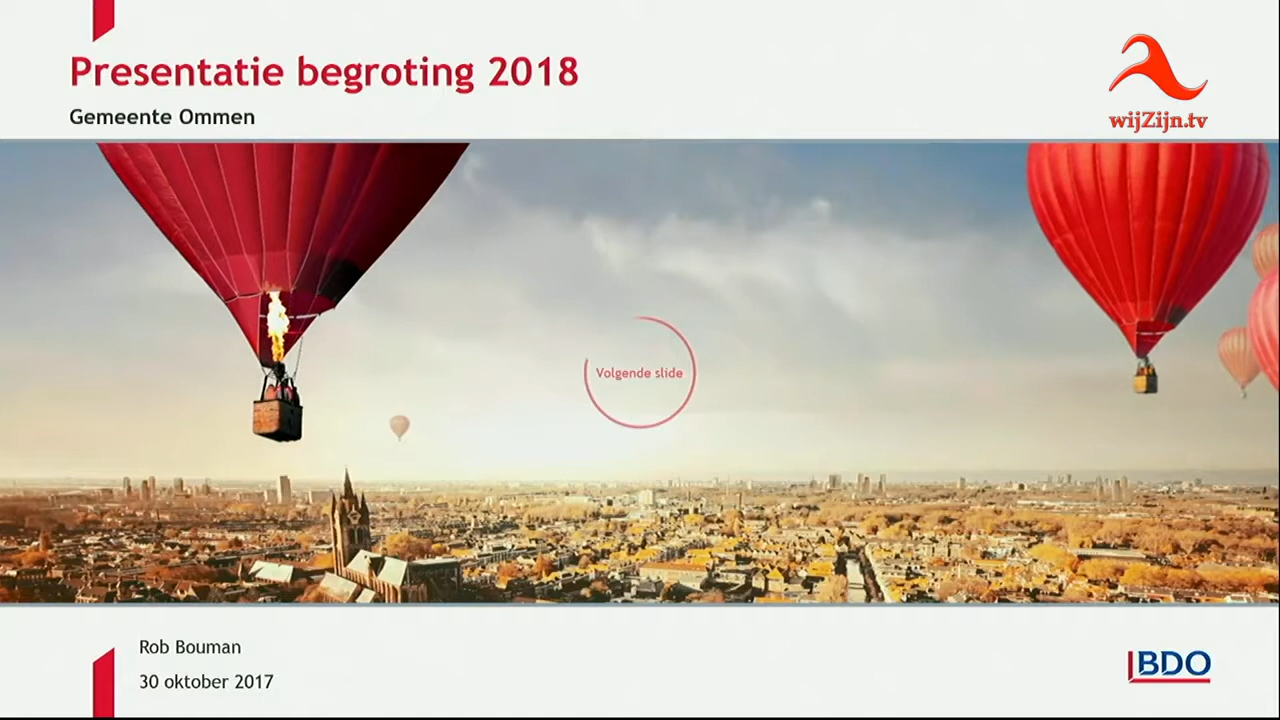 Presentatie begroting 2018
Gemeente Ommen
wijZijn.tv
Volgende slide
Rob Bouman
30 oktober 2017
BDO